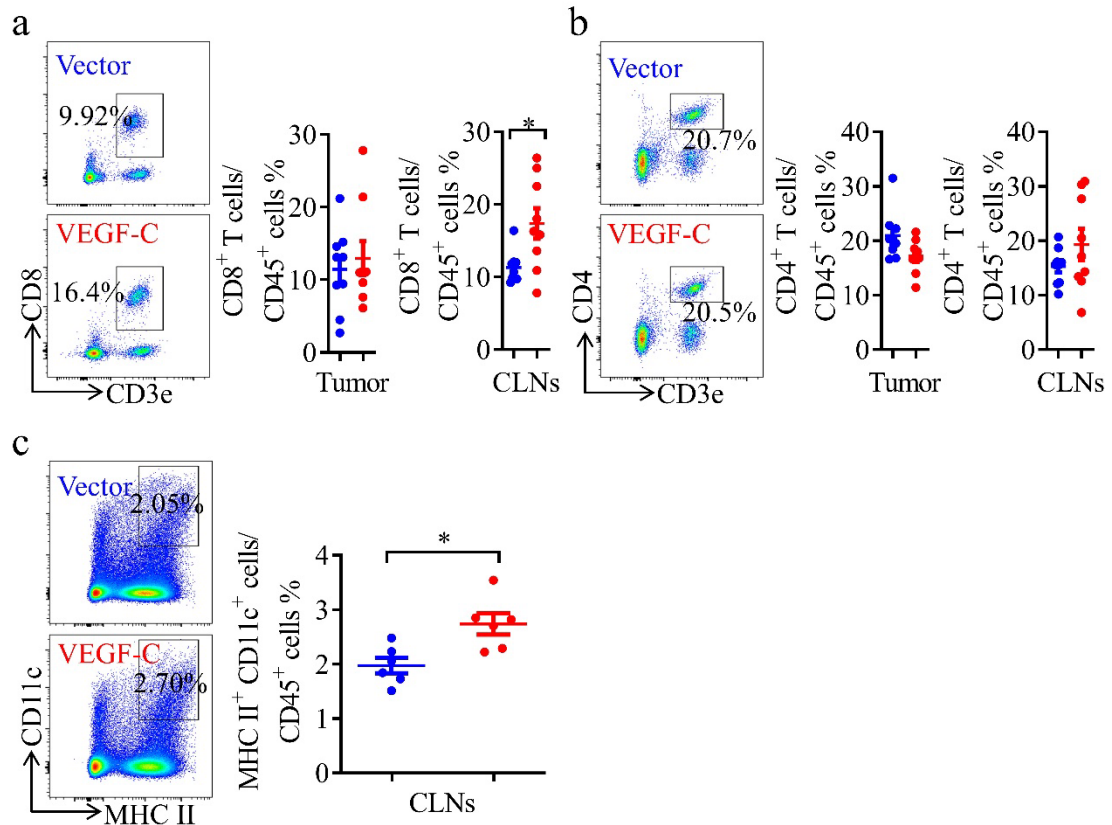 a
Vector
9.92%
VEGF-C
16.4%
CD8
CD3e
CD8⁺ T cells/
CD45⁺ cells %
30
20
10
0
Tumor
CD8⁺ T cells/
CD45⁺ cells %
30
20
10
0
*
CLNs
b
Vector
20.7%
VEGF-C
20.5%
CD4
CD3e
CD4⁺ T cells/
CD45⁺ cells %
40
30
20
10
0
Tumor
CD4⁺ T cells/
CD45⁺ cells %
40
30
20
10
0
CLNs
c
Vector
2.05%
VEGF-C
2.70%
CD11c
MHC II
MHC II⁺ CD11c⁺ cells/
CD45⁺ cells %
4
3
2
1
0
*
CLNs